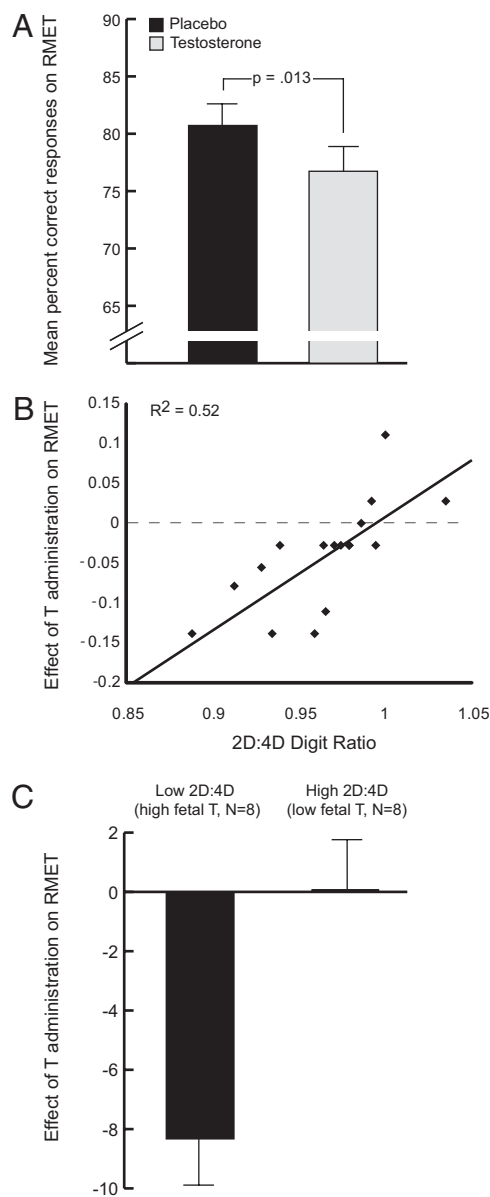 A
Mean percent correct responses on RMET
90
85
80
75
70
65
Placebo
Testosterone
p = .013
B
Effect of T administration on RMET
0.15
0.1
0.05
0
-0.05
-0.1
-0.15
-0.2
R2 = 0.52
0.85
0.9
0.95
1
1.05
2D:4D Digit Ratio
C
Low 2D:4D
(high fetal T, N=8)
High 2D:4D
(low fetal T, N=8)
Effect of T administration on RMET
2
0
-2
-4
-6
-8
-10